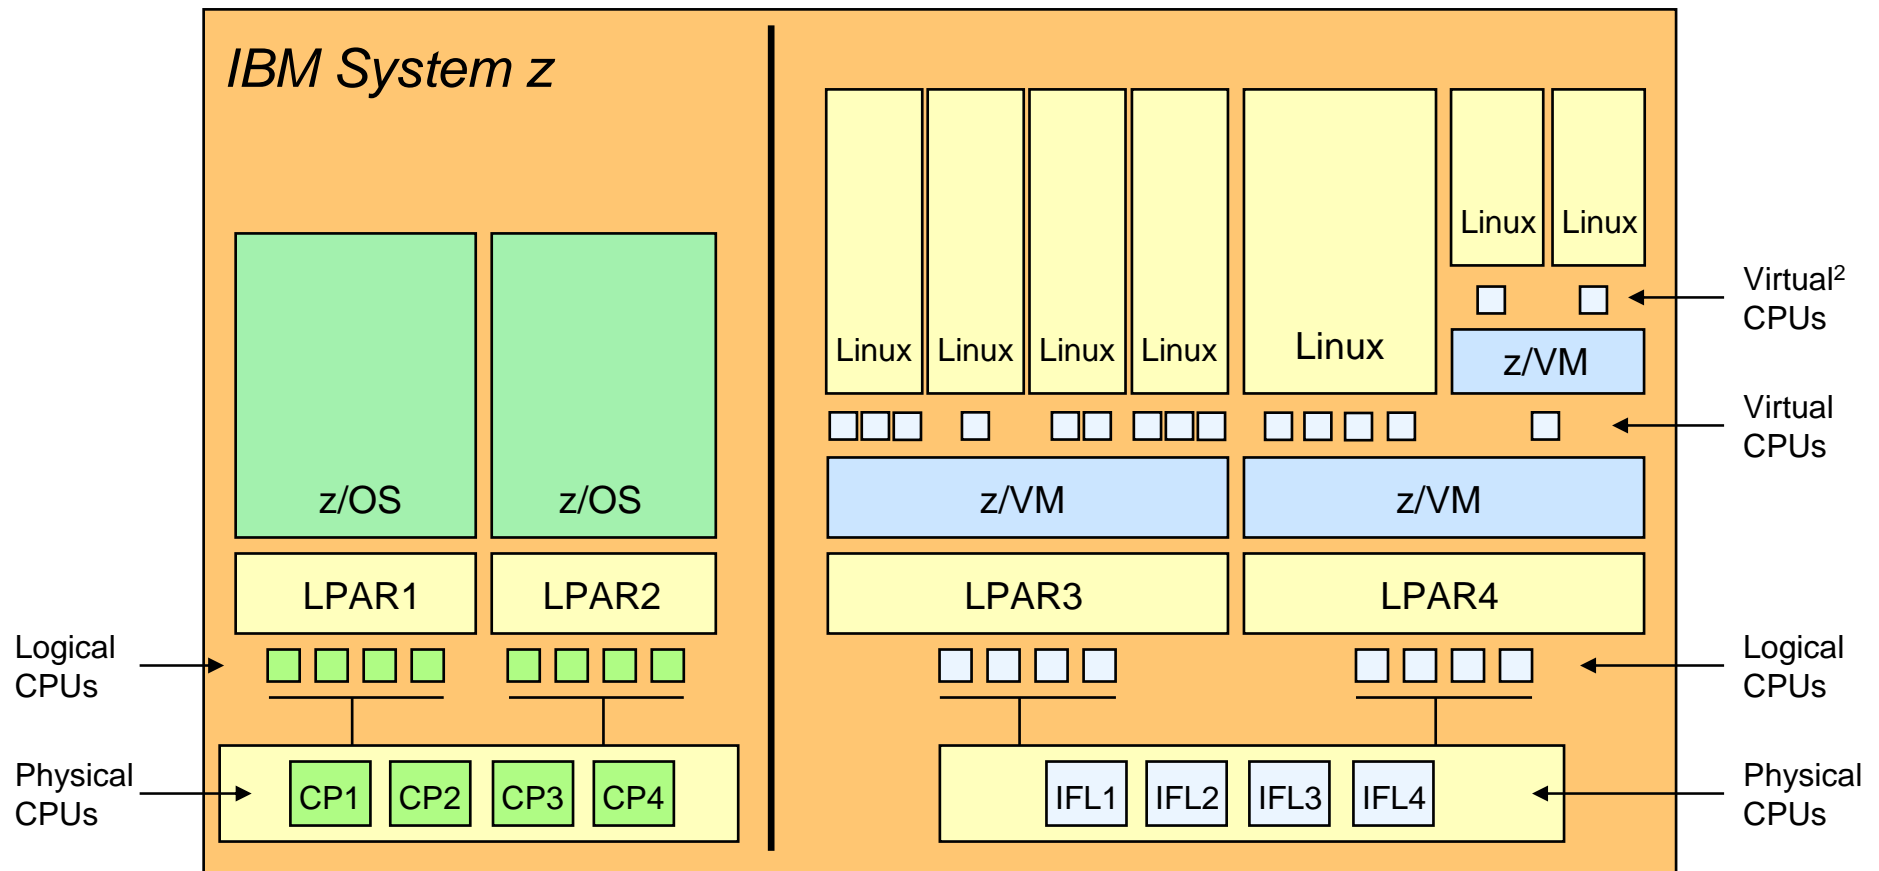 IBM System z
Linux Linux
Virtual²
CPUs
Linux Linux Linux Linux Linux
z/VM
Virtual
CPUs
z/OS z/OS z/VM z/VM
LPAR1 LPAR2 LPAR3 LPAR4
Logical
CPUs
Logical
CPUs
Physical
CPUs
CP1 CP2 CP3 CP4
IFL1 IFL2 IFL3 IFL4
Physical
CPUs